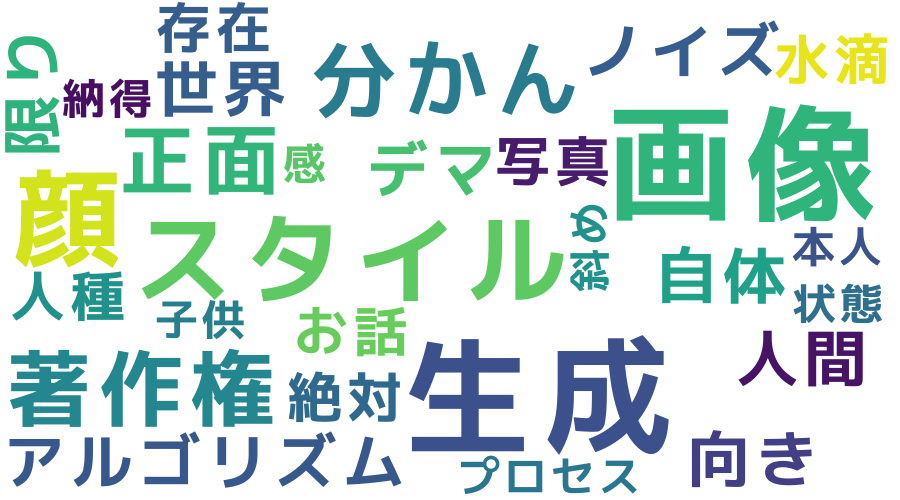 存在
限り
納得
世界
分かん
ノイズ
水滴
正面
感
デマ
写真
画像
顔
スタイル
斜め
自体
本人
人種
子供
お話
状態
著作権
絶対
生成
人間
アルゴリズム
プロセス
向き